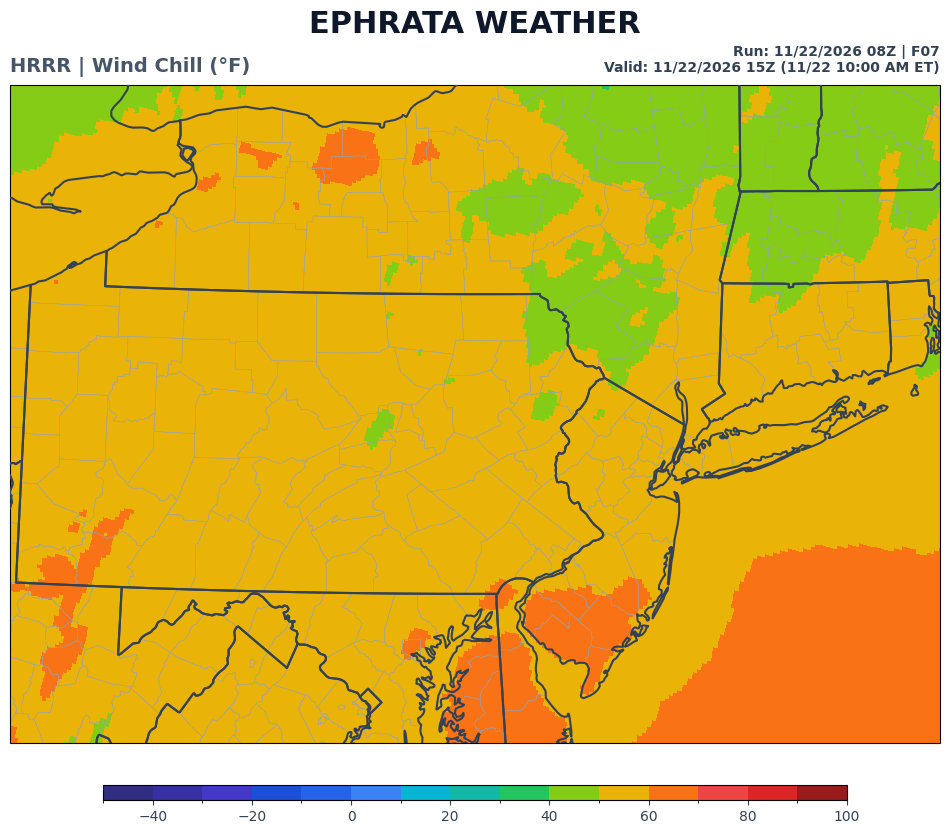 EPHRATA WEATHER
HRRR | Wind Chill (°F)
Run: 11/22/2026 08Z | F07
Valid: 11/22/2026 15Z (11/22 10:00 AM ET)
−40 −20 0 20 40 60 80 100